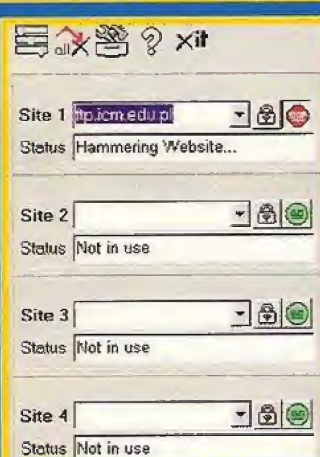 all Xit
Site 1 ftp.icm.edu.pl
Status Hammering Website...
Site 2
Status Not in use
Site 3
Status Not in use
Site 4
Status Not in use